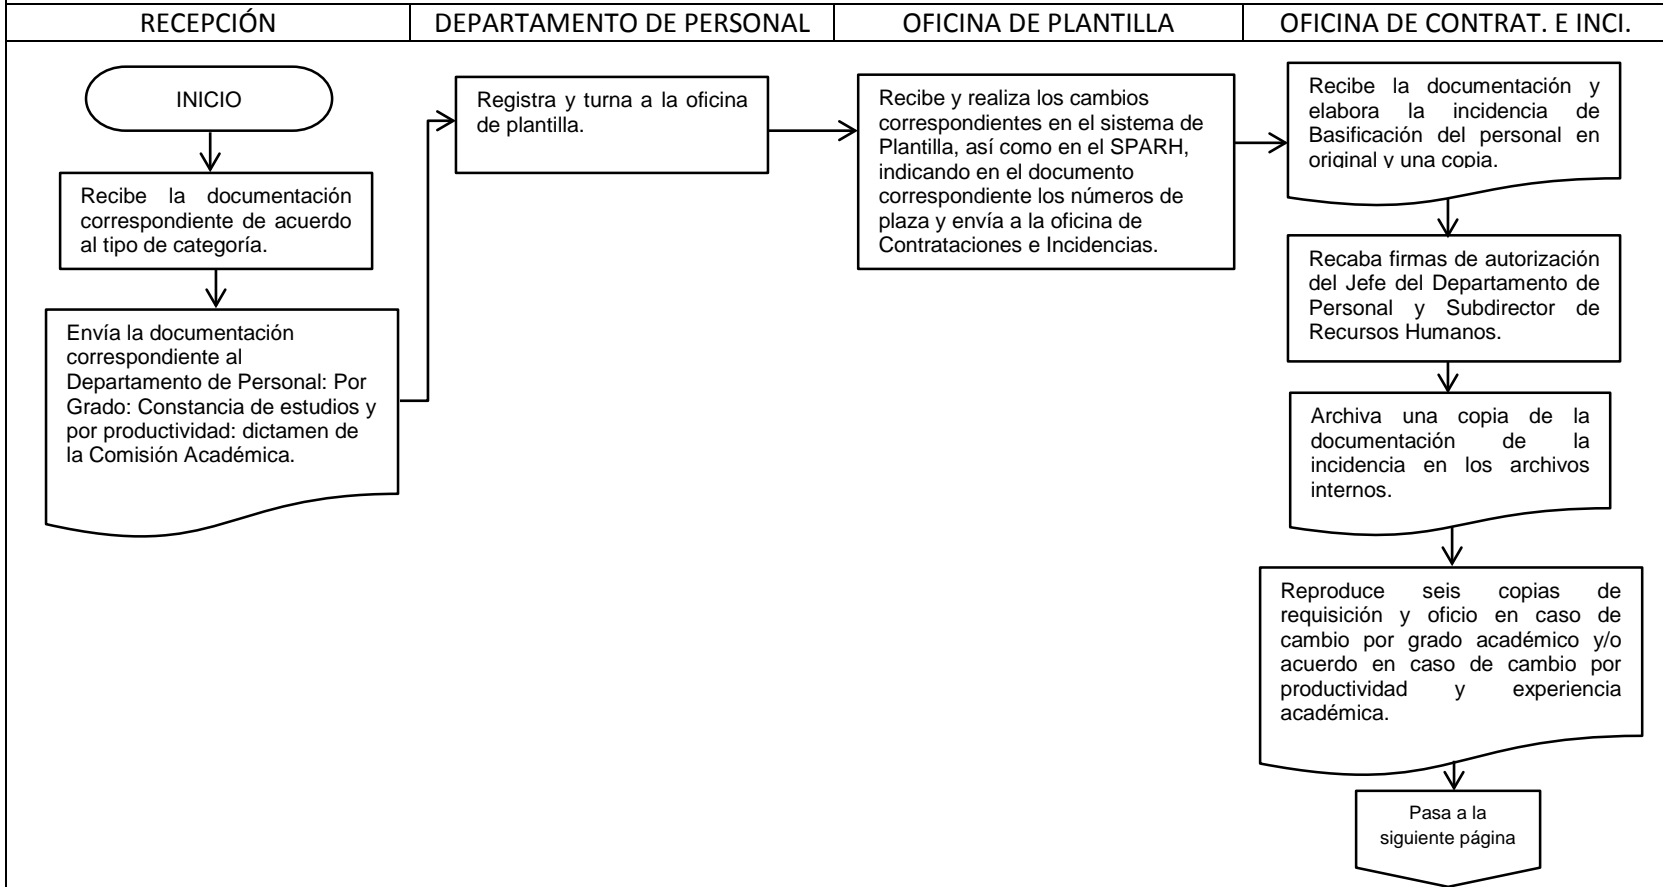 RECEPCIÓN
DEPARTAMENTO DE PERSONAL
OFICINA DE PLANTILLA
OFICINA DE CONTRAT. E INCI.
INICIO
Recibe la documentación
correspondiente de acuerdo
al tipo de categoría.
Envía la documentación
correspondiente al
Departamento de Personal: Por
Grado: Constancia de estudios y
por productividad: dictamen de
la Comisión Académica.
Registra y turna a la oficina
de plantilla.
Recibe y realiza los cambios
correspondientes en el sistema de
Plantilla, así como en el SPARH,
indicando en el documento
correspondiente los números de
plaza y envía a la oficina de
Contrataciones e Incidencias.
Recibe la documentación y
elabora la incidencia de
Basificación del personal en
original y una copia.
Recaba firmas de autorización
del Jefe del Departamento de
Personal y Subdirector de
Recursos Humanos.
Archiva una copia de la
documentación de la
incidencia en los archivos
internos.
Reproduce seis copias de
requisición y oficio en caso de
cambio por grado académico y/o
acuerdo en caso de cambio por
productividad y experiencia
académica.
Pasa a la
siguiente página